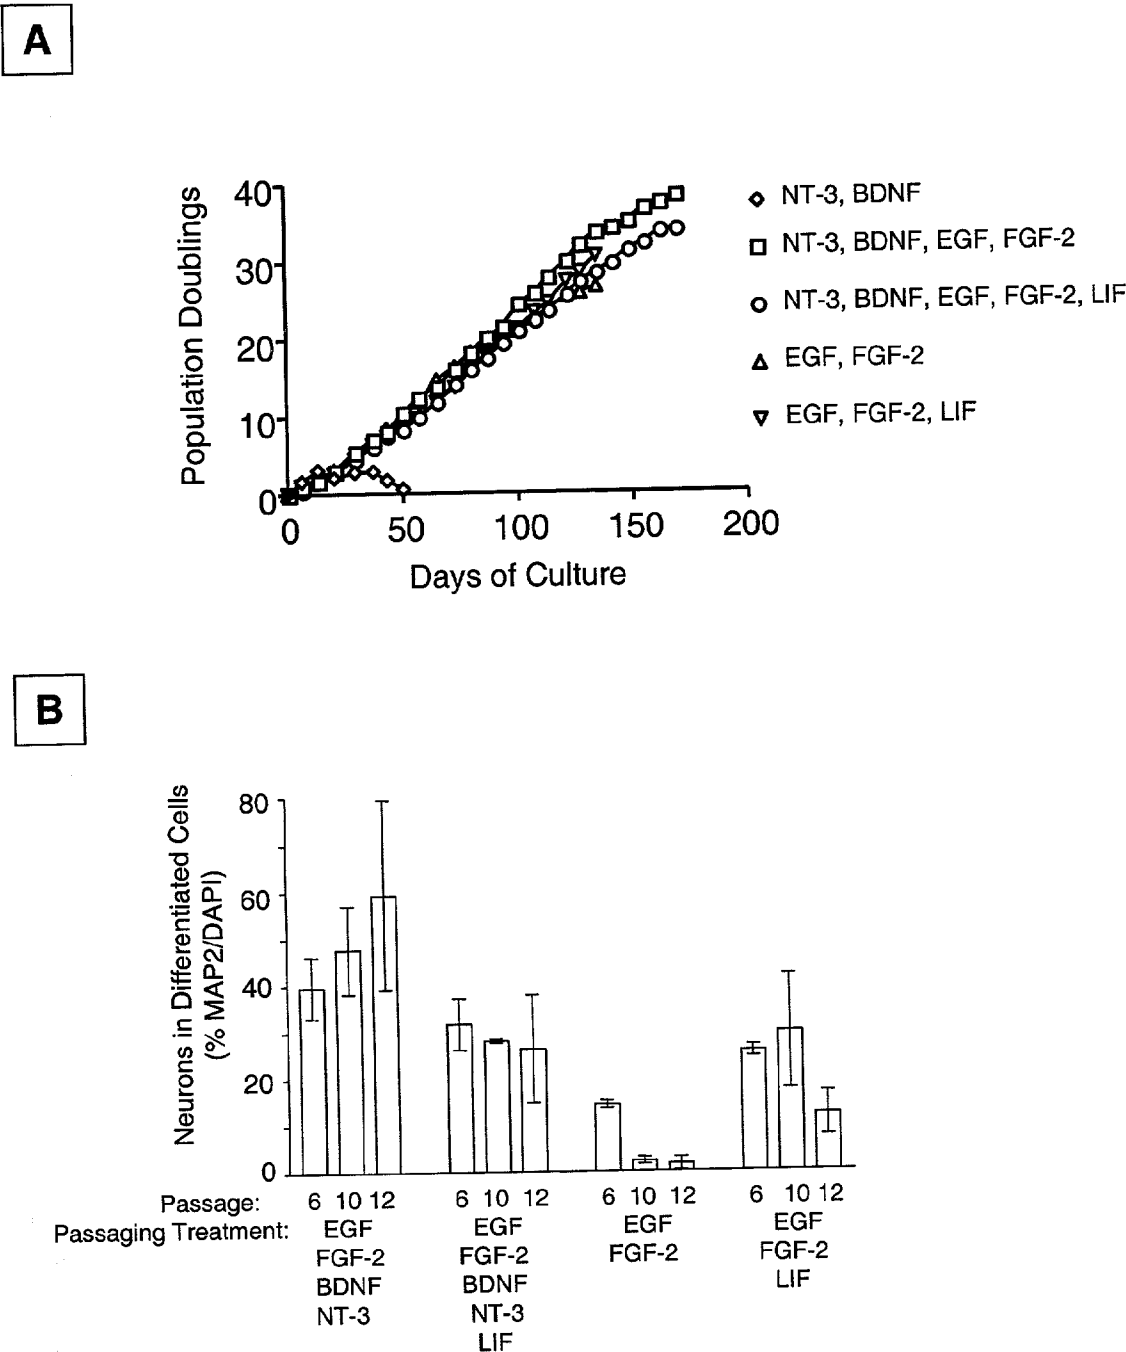 A
Population Doublings
40
30
20
10
0
0 50 100 150 200
Days of Culture
NT-3, BDNF
NT-3, BDNF, EGF, FGF-2
NT-3, BDNF, EGF, FGF-2, LIF
EGF, FGF-2
EGF, FGF-2, LIF
B
Neurons in Differentiated Cells
(% MAP2/DAPI)
80
60
40
20
0
Passage: 6 10 12 6 10 12 6 10 12 6 10 12
Passaging Treatment: EGF EGF EGF EGF
FGF-2 FGF-2 FGF-2 FGF-2
BDNF BDNF LIF
NT-3 NT-3
LIF